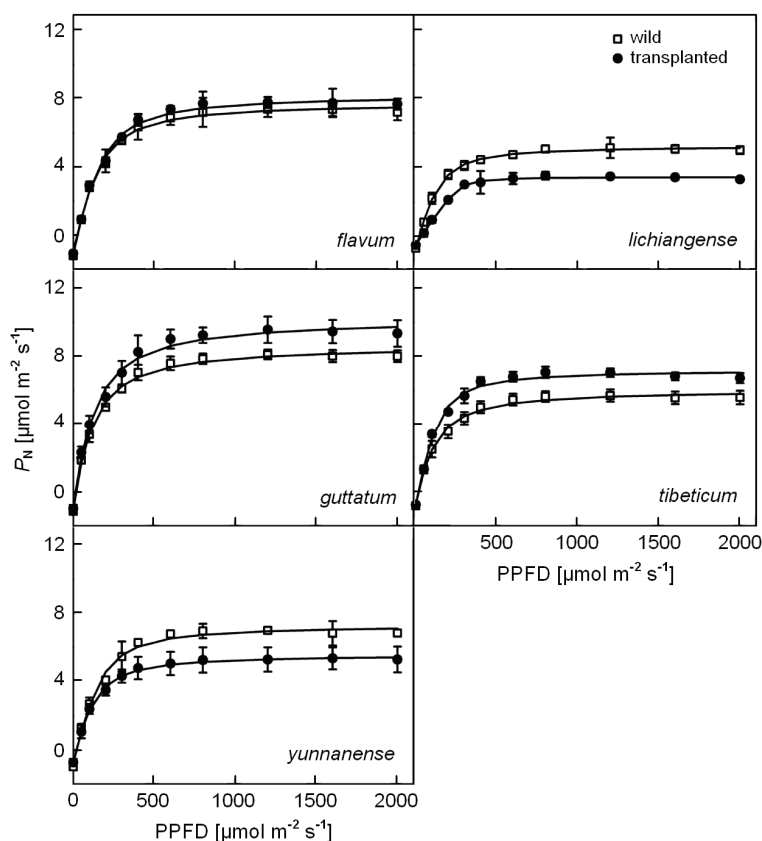 12
8
4
0
flavum
wild
transplanted
lichiangense
12
8
4
0
P_N [µmol m⁻² s⁻¹]
guttatum
tibeticum
500 1000 1500 2000
PPFD [µmol m⁻² s⁻¹]
12
8
4
0
yunnanense
0 500 1000 1500 2000
PPFD [µmol m⁻² s⁻¹]